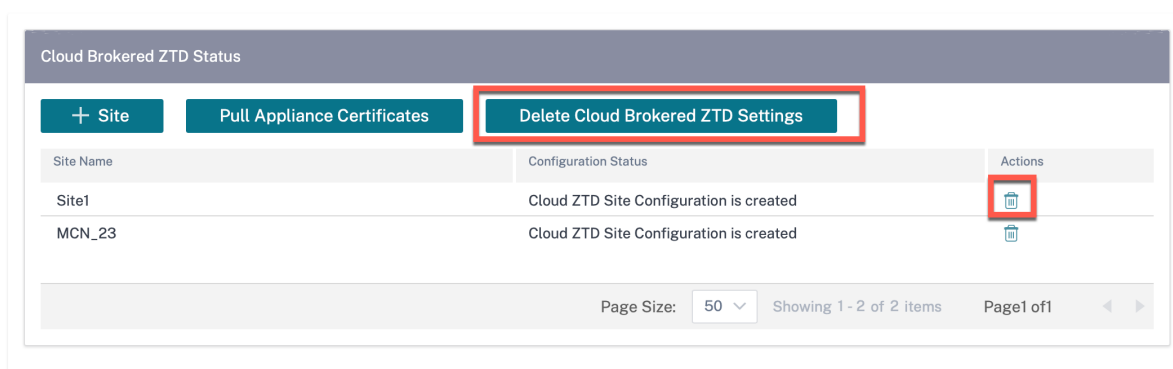 Cloud Brokered ZTD Status
+ Site Pull Appliance Certificates Delete Cloud Brokered ZTD Settings
Site Name Configuration Status Actions
Site1 Cloud ZTD Site Configuration is created
MCN_23 Cloud ZTD Site Configuration is created
Page Size: 50 Showing 1 - 2 of 2 items Page1 of1